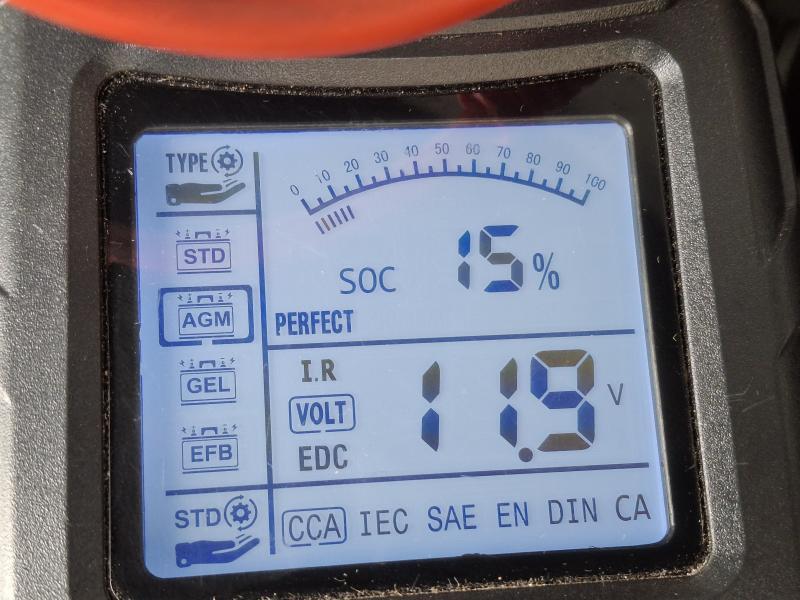 TYPE
0 10 20 30 40 50 60 70 80 90 100
STD
SOC 15%
AGM
PERFECT
GEL
I.R
VOLT
11.9 V
EFB
EDC
STD
CCA IEC SAE EN DIN CA